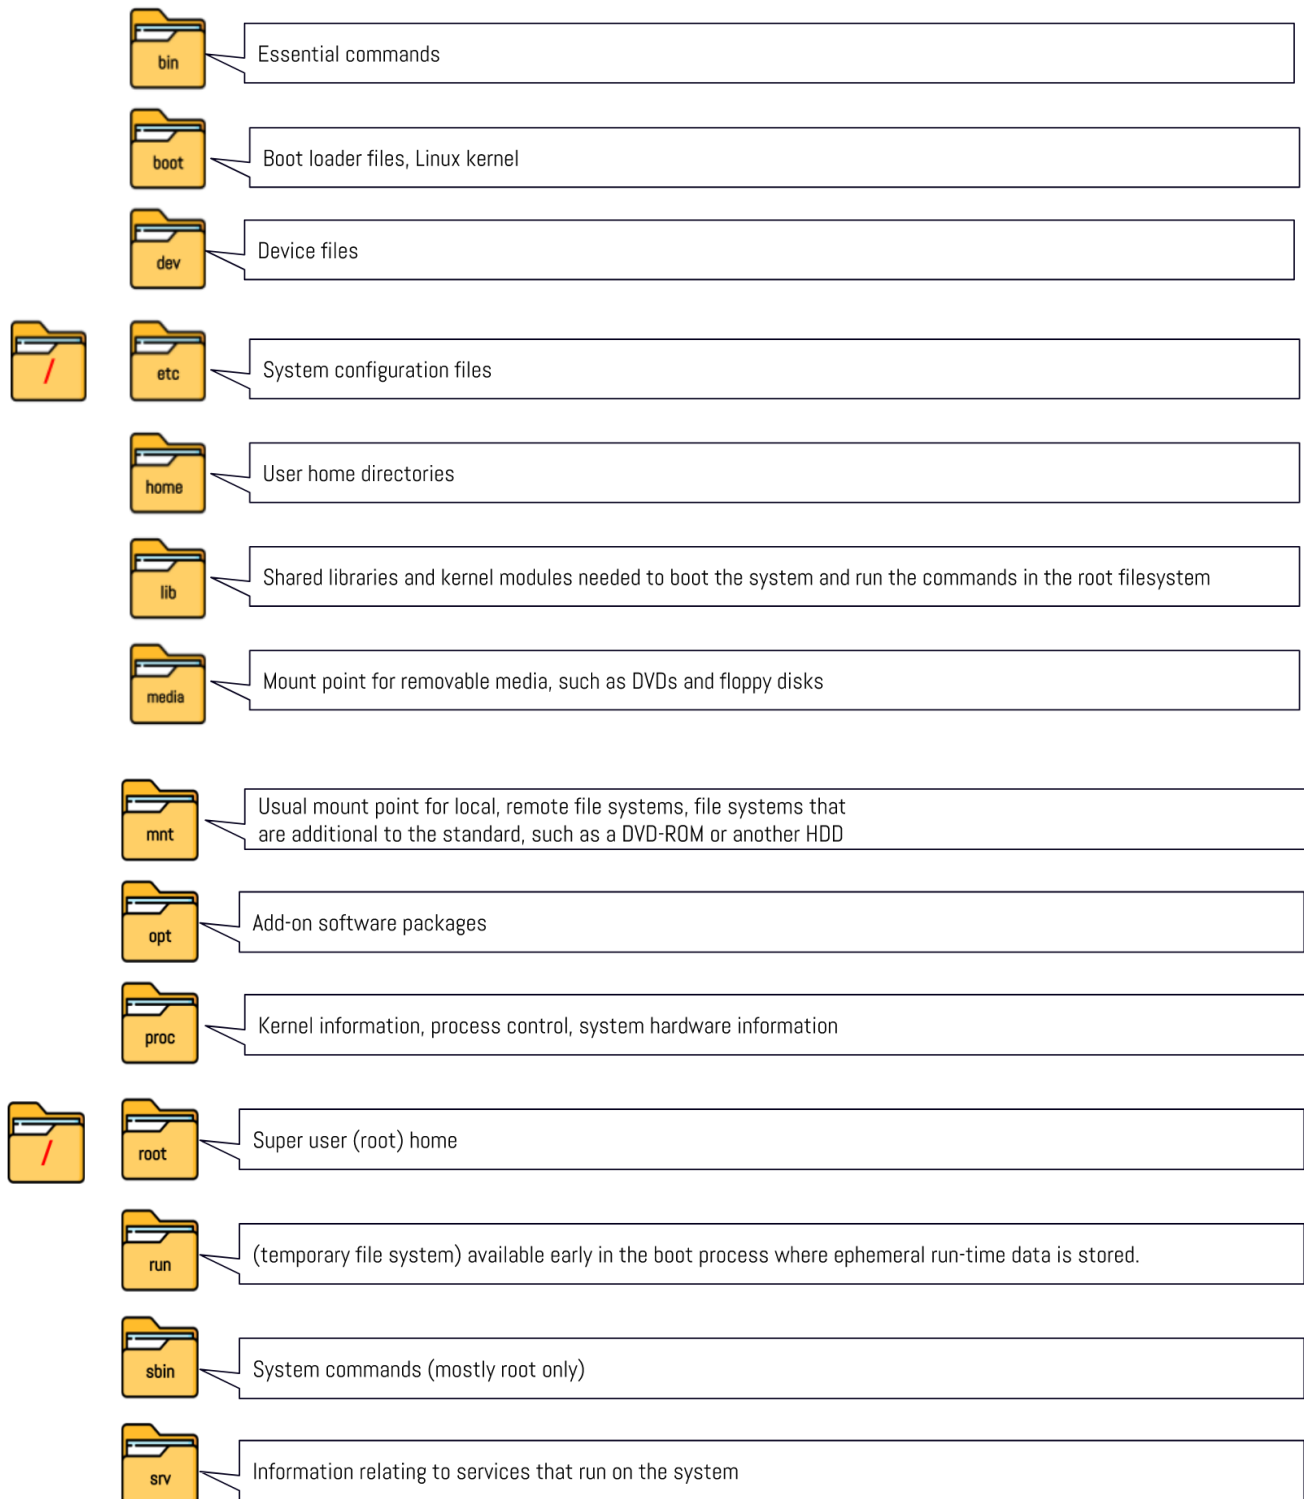 bin
Essential commands
boot
Boot loader files, Linux kernel
dev
Device files
/
etc
System configuration files
home
User home directories
lib
Shared libraries and kernel modules needed to boot the system and run the commands in the root filesystem
media
Mount point for removable media, such as DVDs and floppy disks
mnt
Usual mount point for local, remote file systems, file systems that
are additional to the standard, such as a DVD-ROM or another HDD
opt
Add-on software packages
proc
Kernel information, process control, system hardware information
/
root
Super user (root) home
run
(temporary file system) available early in the boot process where ephemeral run-time data is stored.
sbin
System commands (mostly root only)
srv
Information relating to services that run on the system